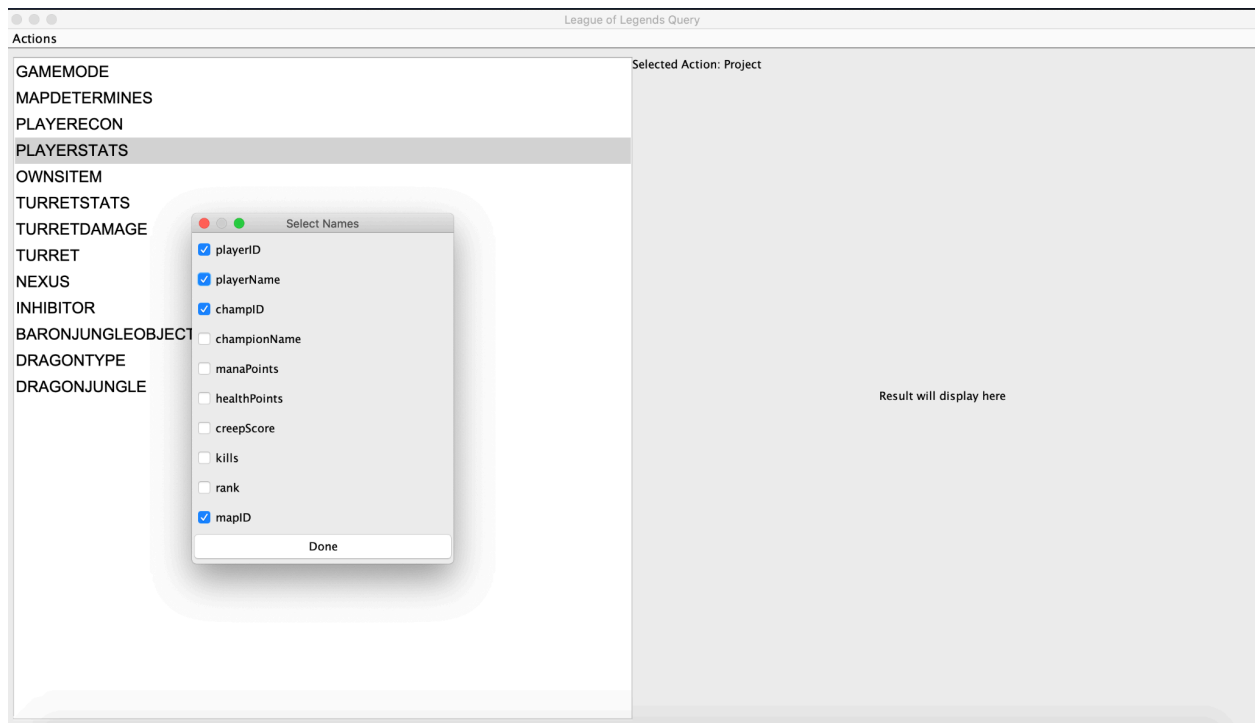 League of Legends Query
Actions
GAMEMODE
MAPDETERMINES
PLAYERECON
PLAYERSTATS
OWNSITEM
TURRETSTATS
TURRETDAMAGE
TURRET
NEXUS
INHIBITOR
BARONJUNGLEOBJECT
DRAGONTYPE
DRAGONJUNGLE
Select Names
playerID
playerName
champID
championName
manaPoints
healthPoints
creepScore
kills
rank
mapID
Done
Selected Action: Project
Result will display here